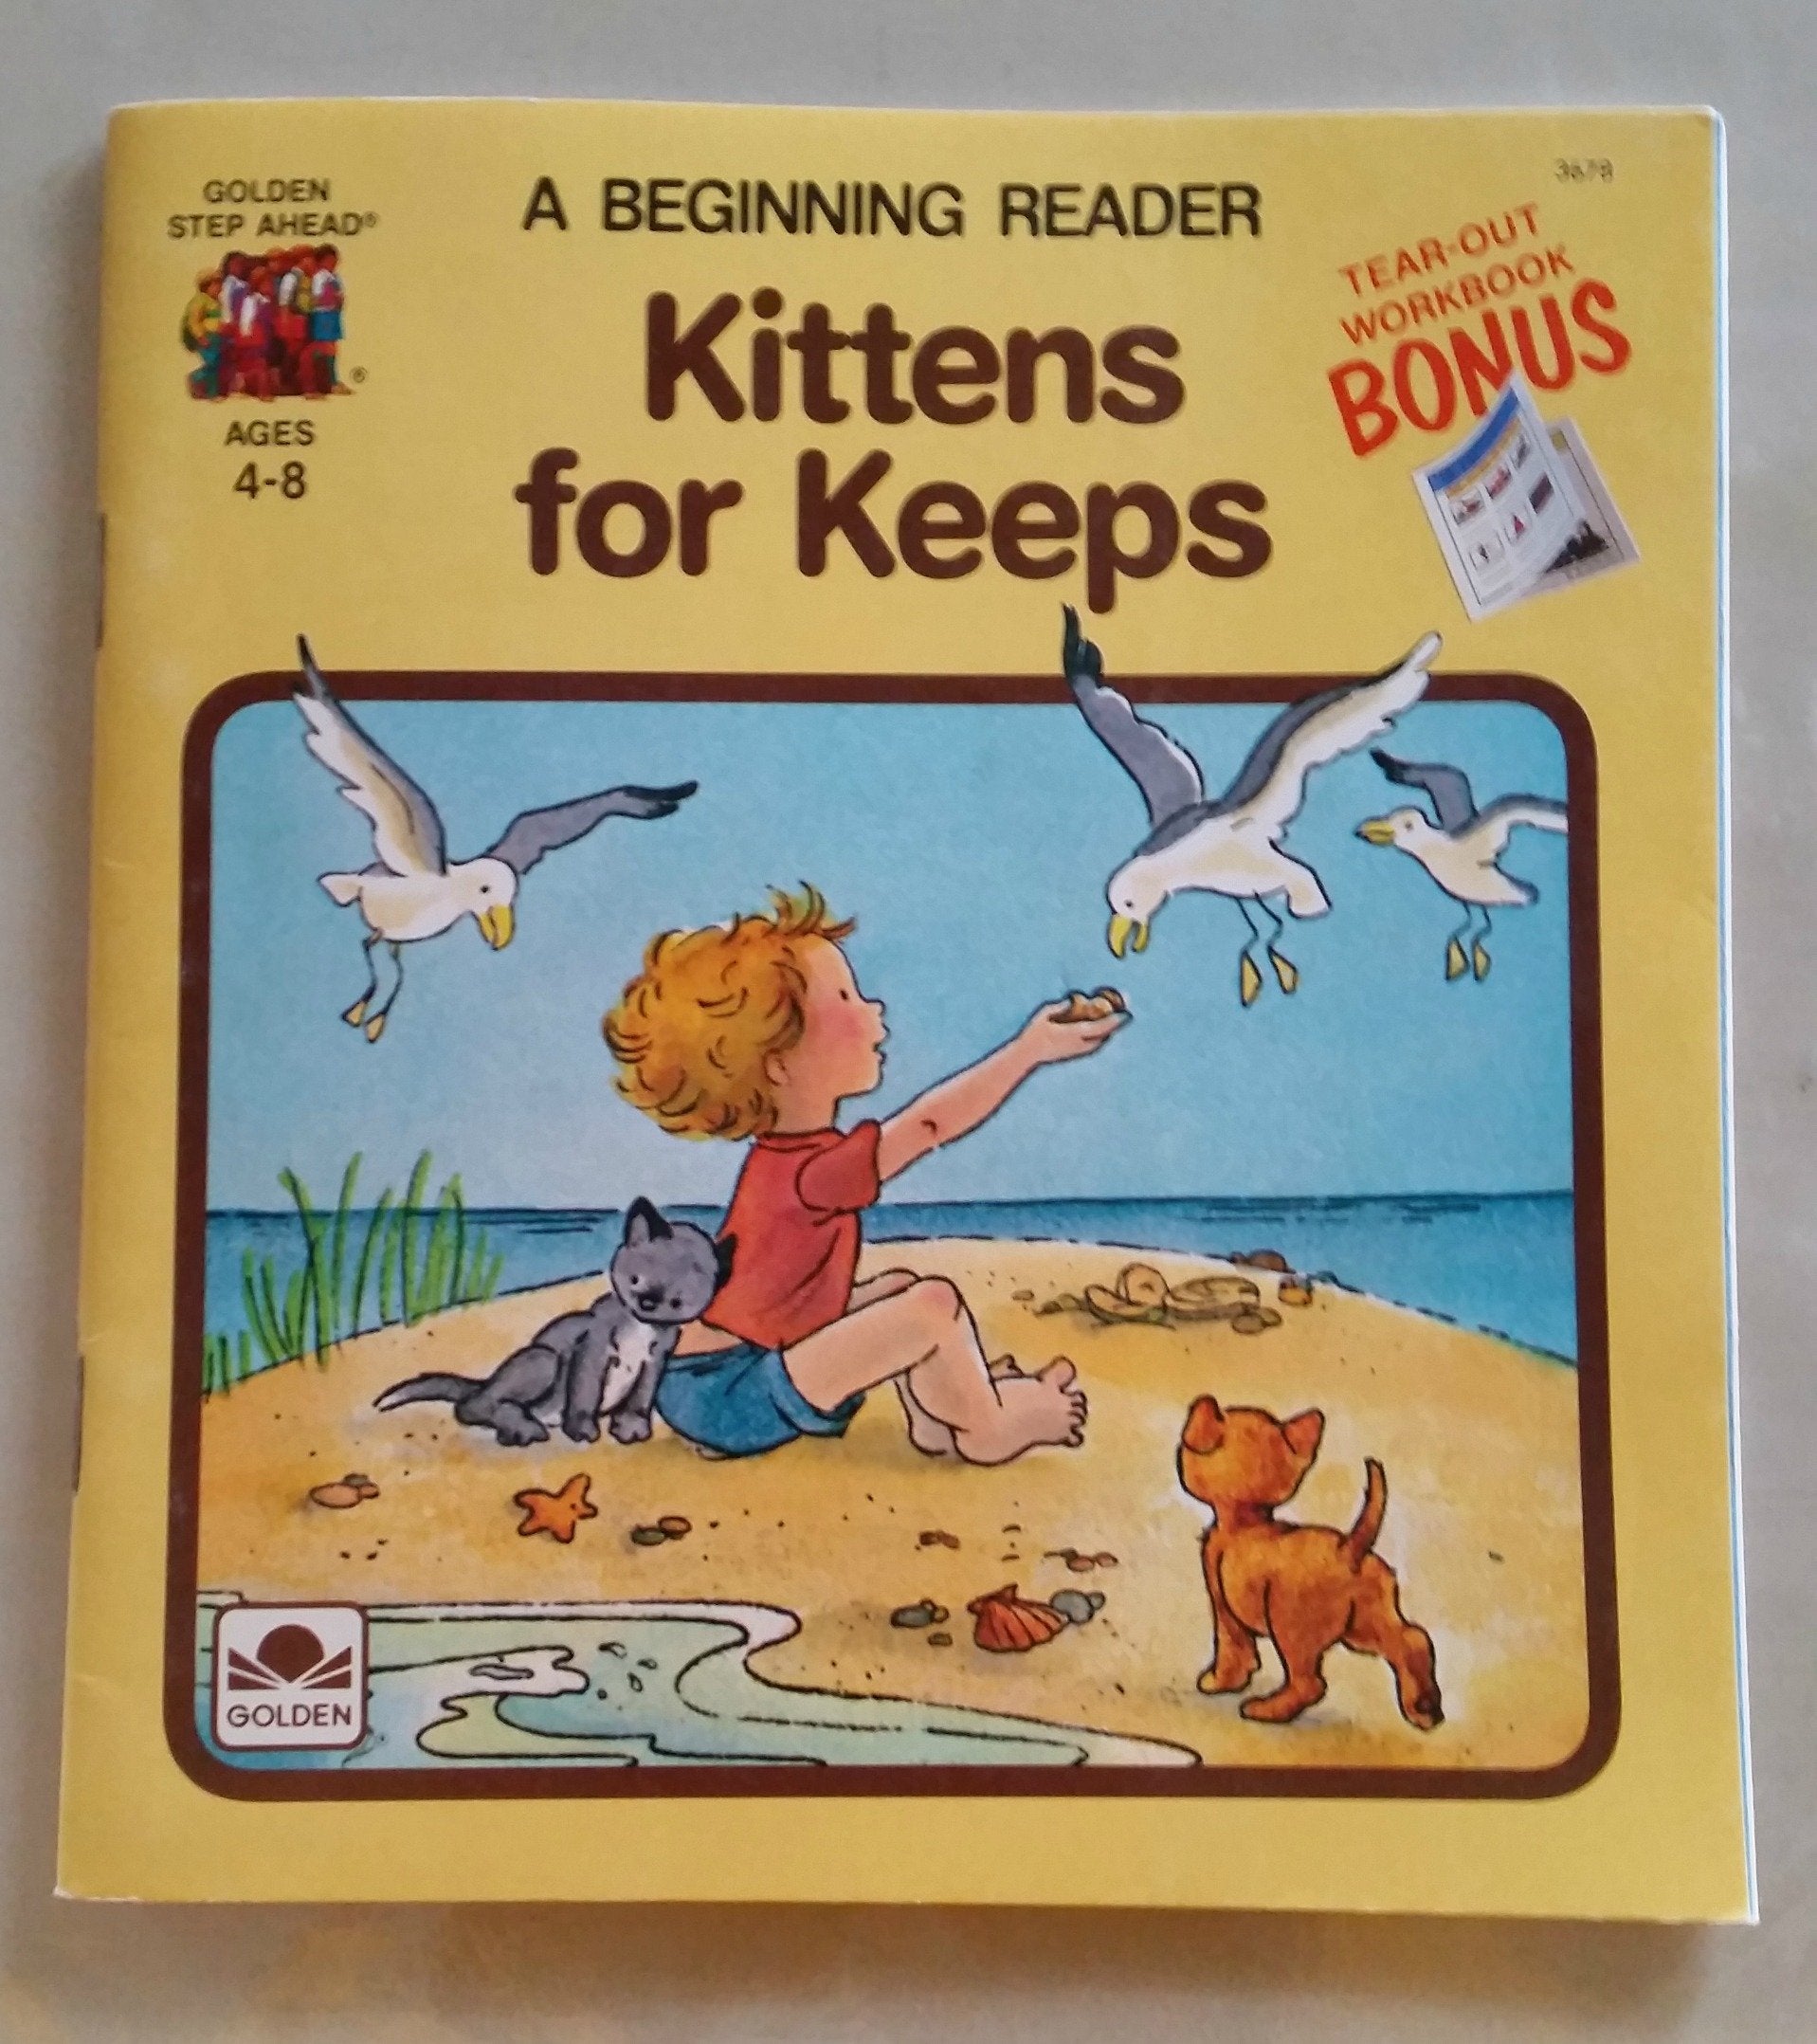 GOLDEN
STEP AHEAD®
®
AGES
4-8
A BEGINNING READER
Kittens
for Keeps
TEAR-OUT
WORKBOOK
BONUS
GOLDEN